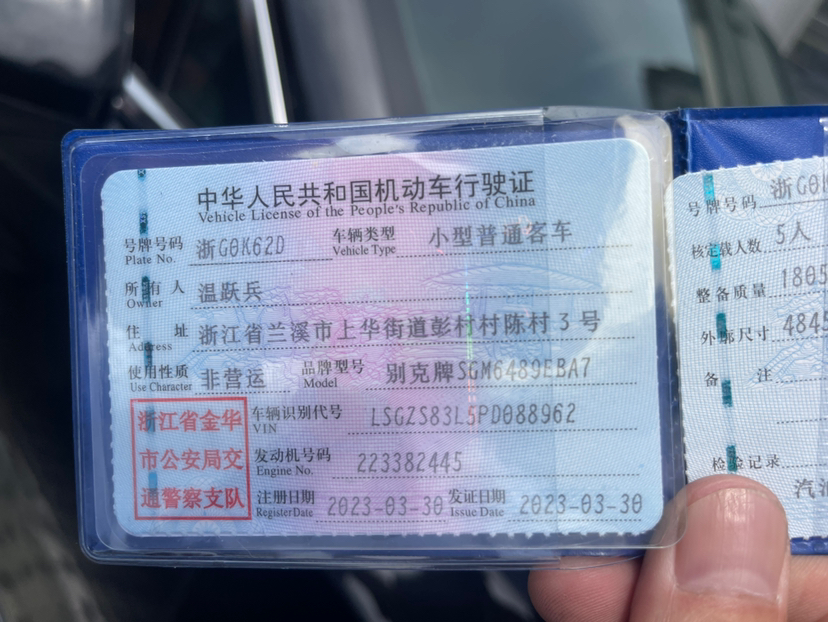 中华人民共和国机动车行驶证
Vehicle License of the People's Republic of China
号牌号码 浙G0K62D 车辆类型 小型普通客车
Plate No. Vehicle Type
所有人 温跃兵
Owner
住址 浙江省兰溪市上华街道彭村村陈村3号
Address
使用性质 非营运 品牌型号 别克牌SGM6489EBA7
Use Character Model
浙江省金华
市公安局交
通警察支队
车辆识别代号 LSGZS83L5PD088962
VIN
发动机号码 223382445
Engine No.
注册日期 2023-03-30 发证日期 2023-03-30
Register Date Issue Date
号牌号码 浙G0K
核定载人数 5人
整备质量 1805
外廓尺寸 4845
备注
检验记录
汽油